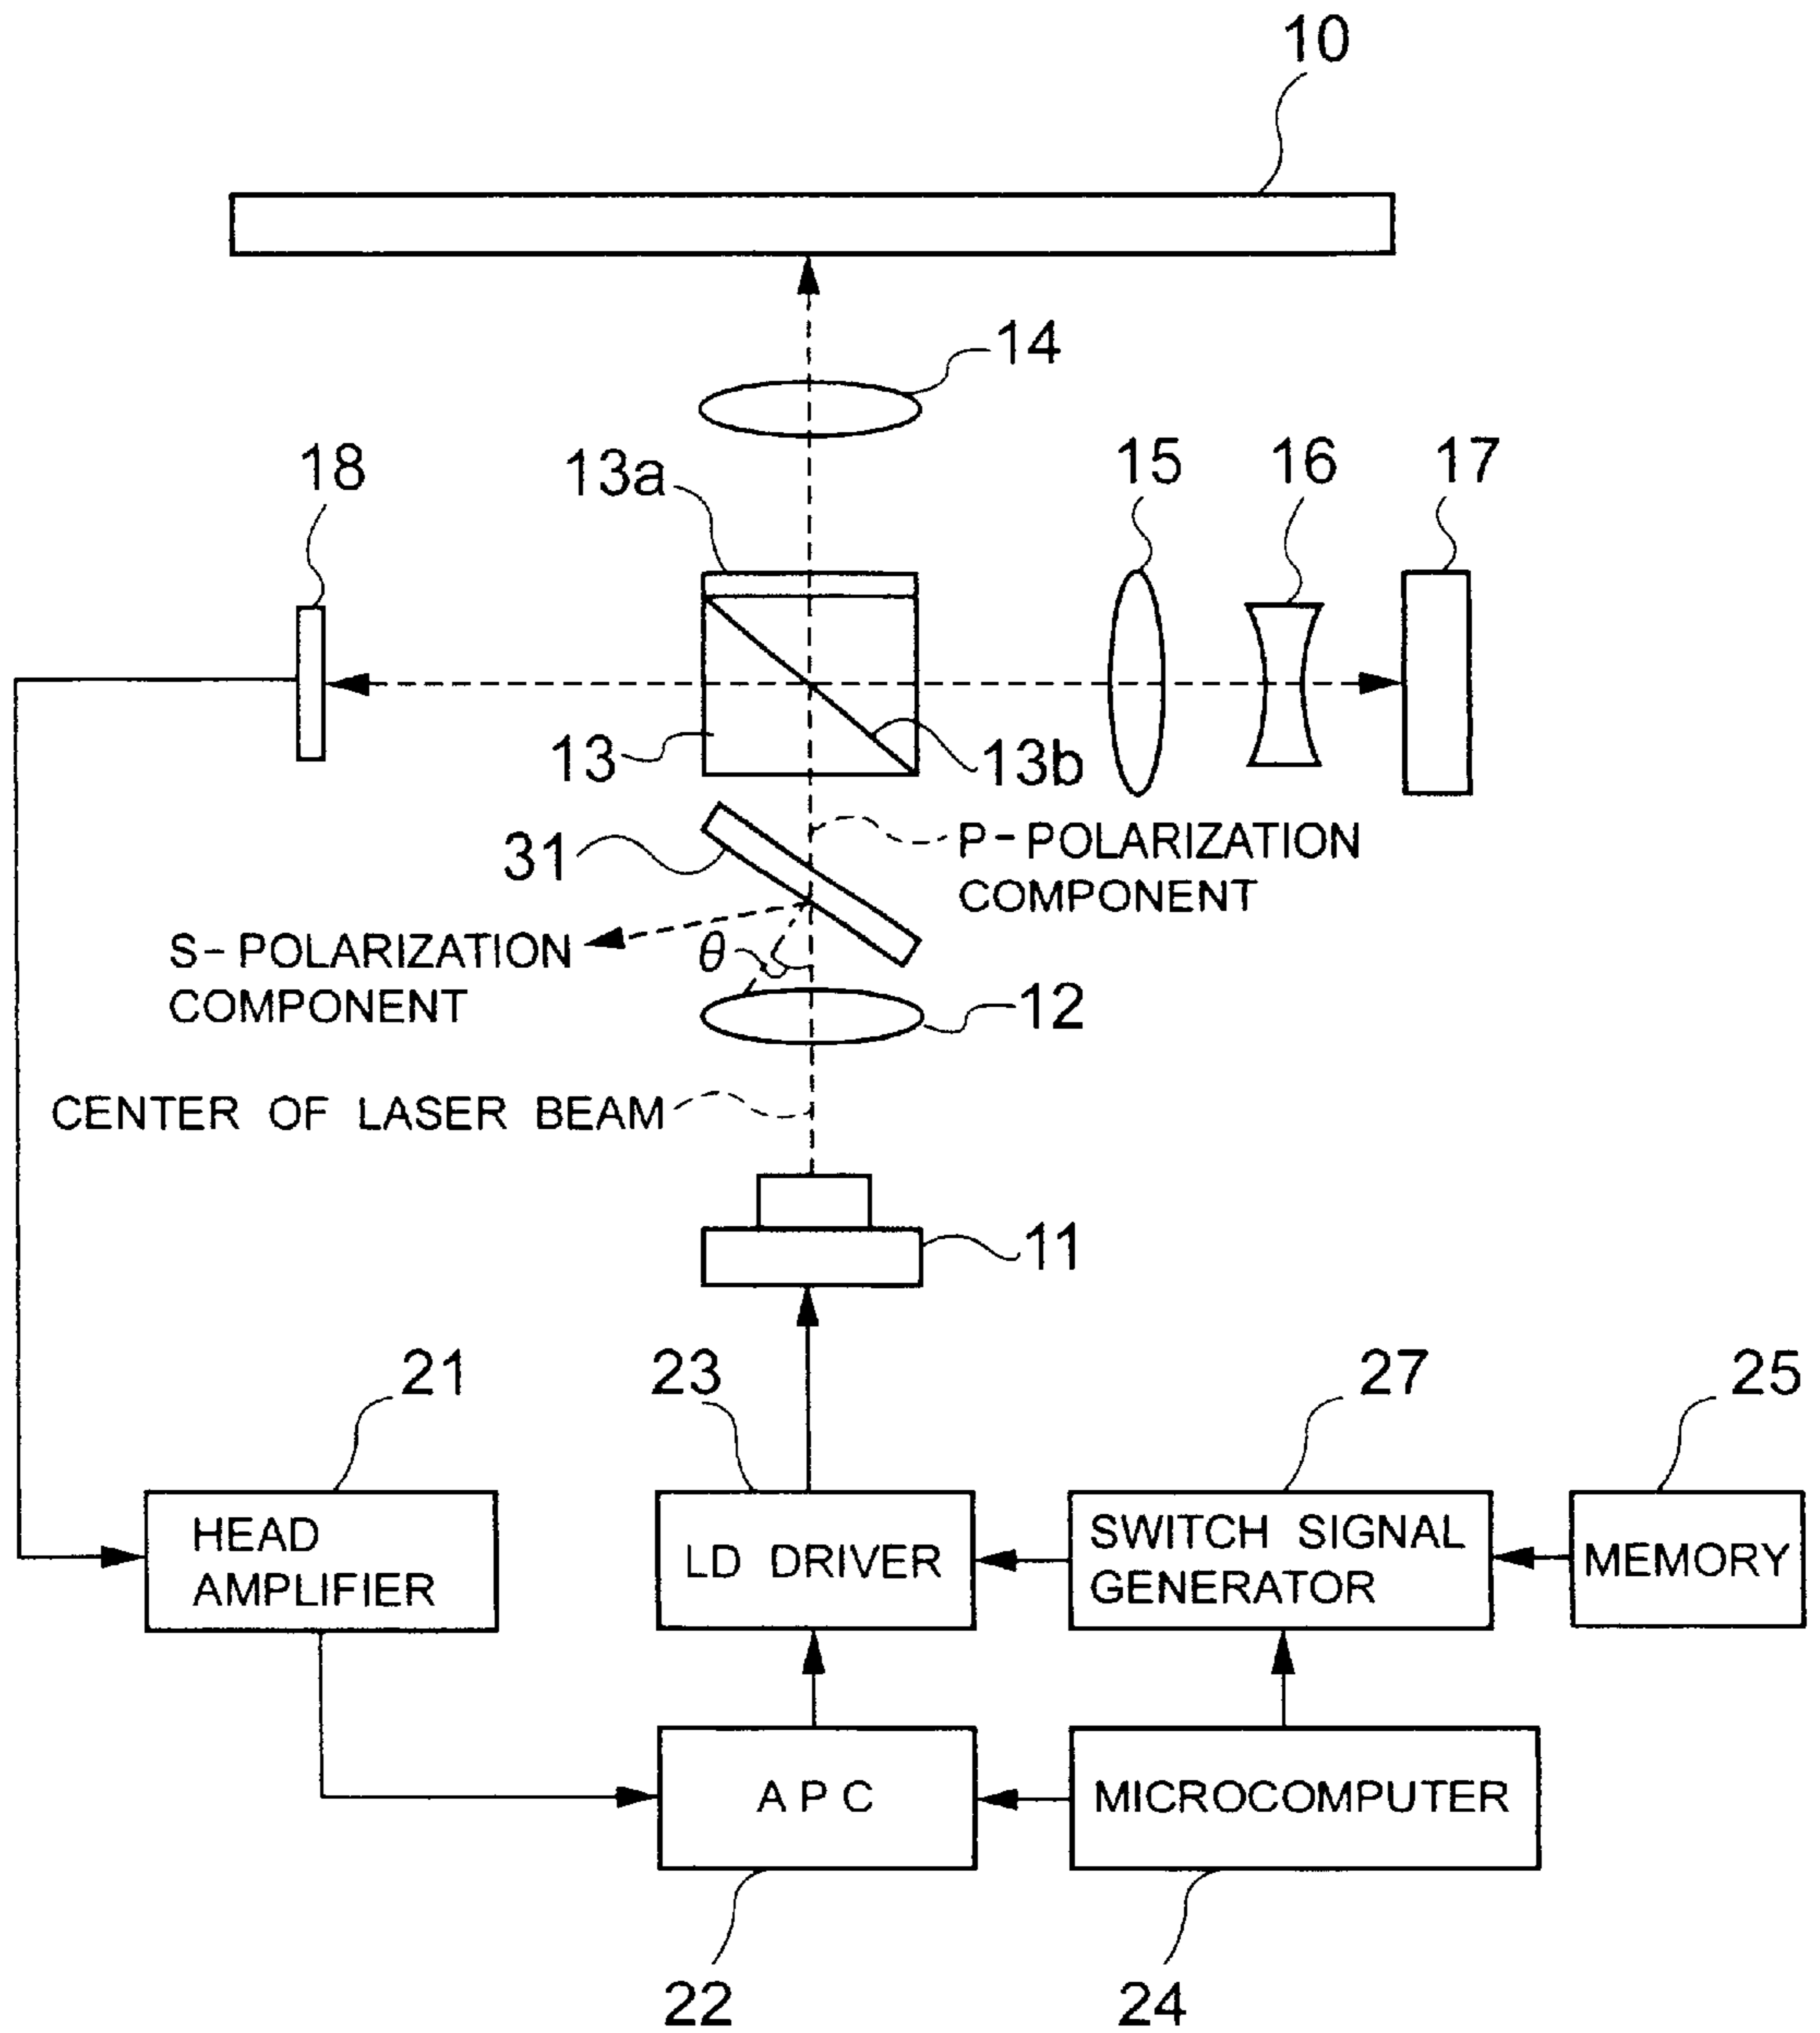 10
14
18
13a
15
16
17
13
13b
31
P-POLARIZATION
COMPONENT
S-POLARIZATION
COMPONENT
θ
12
CENTER OF LASER BEAM
11
21
23
27
25
HEAD
AMPLIFIER
LD DRIVER
SWITCH SIGNAL
GENERATOR
MEMORY
APC
MICROCOMPUTER
22
24